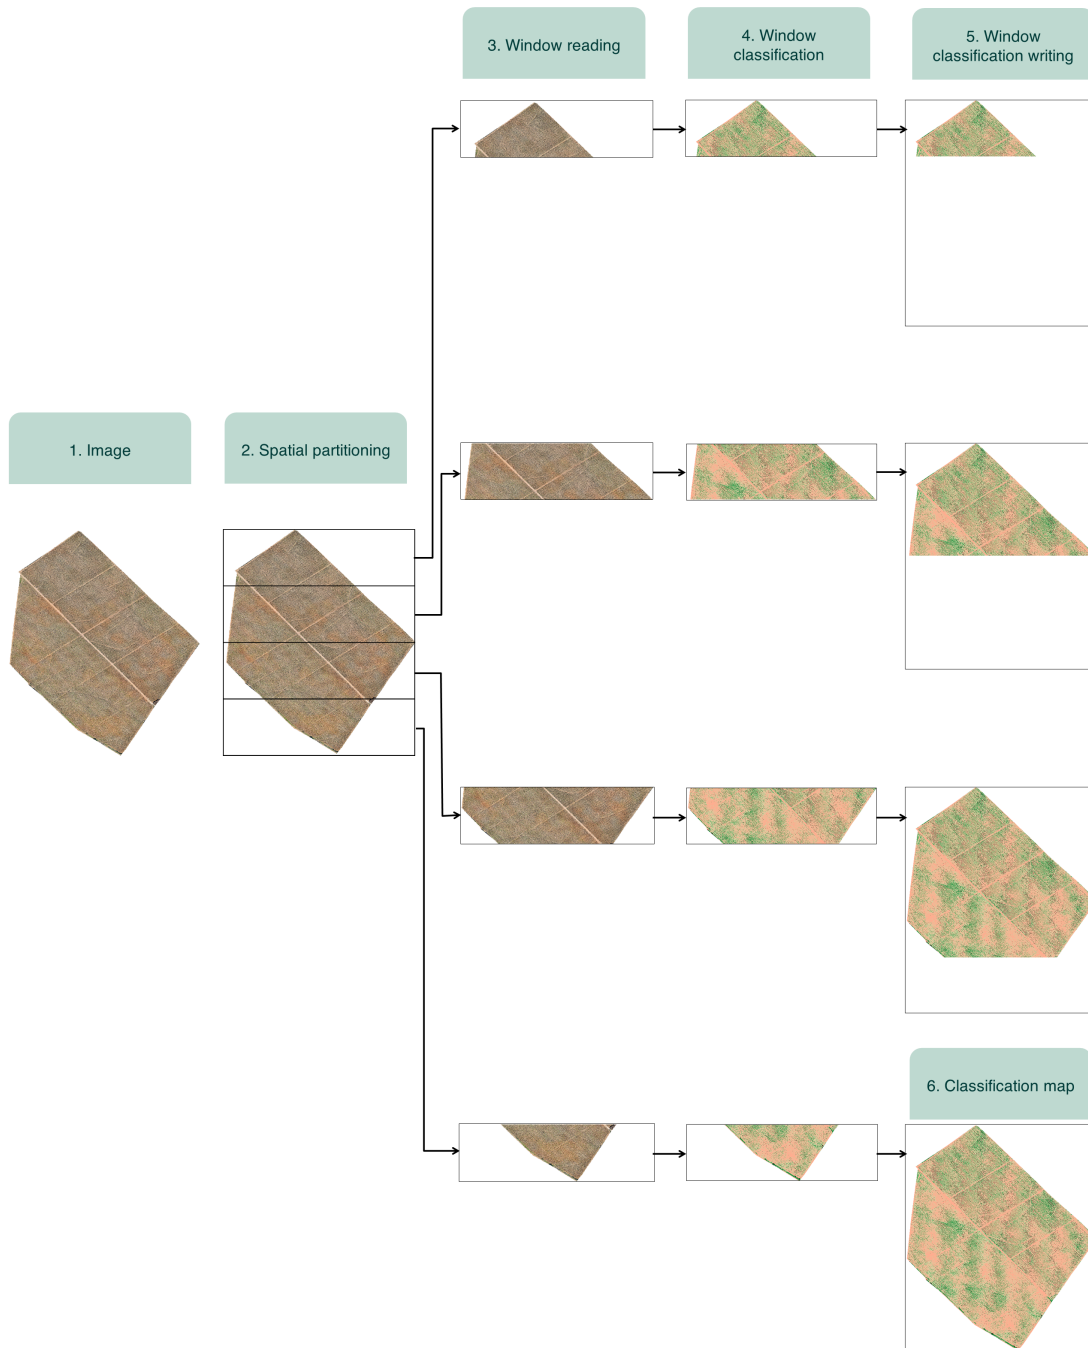 3. Window reading
4. Window
classification
5. Window
classification writing
1. Image
2. Spatial partitioning
6. Classification map